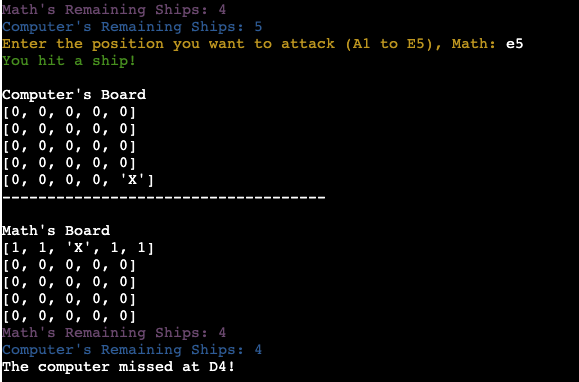 Math's Remaining Ships: 4
Computer's Remaining Ships: 5
Enter the position you want to attack (A1 to E5), Math: e5
You hit a ship!
Computer's Board
[0, 0, 0, 0, 0]
[0, 0, 0, 0, 0]
[0, 0, 0, 0, 0]
[0, 0, 0, 0, 0]
[0, 0, 0, 0, 'X']
------------------------------------
Math's Board
[1, 1, 'X', 1, 1]
[0, 0, 0, 0, 0]
[0, 0, 0, 0, 0]
[0, 0, 0, 0, 0]
[0, 0, 0, 0, 0]
Math's Remaining Ships: 4
Computer's Remaining Ships: 4
The computer missed at D4!